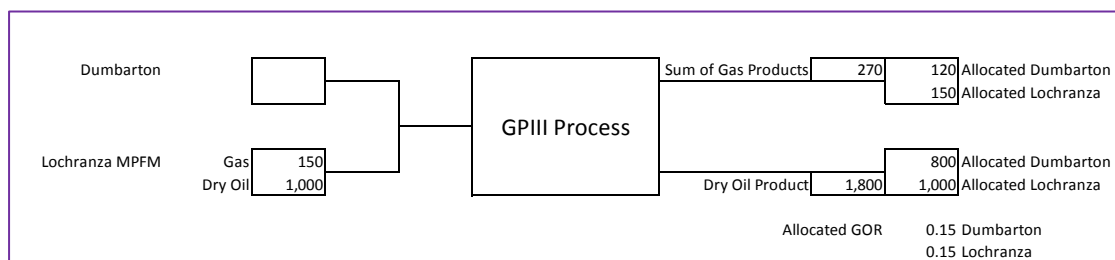 Dumbarton
Sum of Gas Products 270 120 Allocated Dumbarton
150 Allocated Lochranza
GPIII Process
Lochranza MPFM Gas 150
800 Allocated Dumbarton
Dry Oil 1,000
Dry Oil Product 1,800 1,000 Allocated Lochranza
Allocated GOR 0.15 Dumbarton
0.15 Lochranza